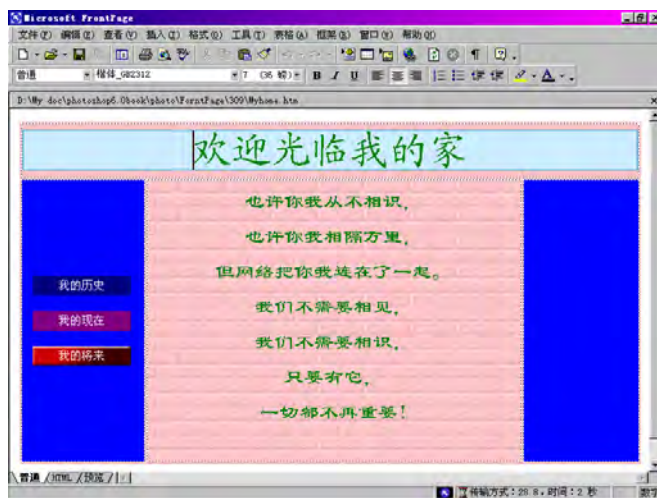 Microsoft FrontPage
文件(F) 编辑(E) 查看(V) 插入(I) 格式(O) 工具(T) 表格(A) 框架(R) 窗口(W) 帮助(H)
普通 楷体_GB2312 7 (36 磅) B I U A
D:\My doc\photoshop6.0book\photo\ForntPage\309\Myhome.htm
欢迎光临我的家
也许你我从不相识,
也许你我相隔万里,
但网络把你我连在了一起。
我们不需要相见,
我们不需要相识,
只要有它,
一切都不再重要!
我的历史
我的现在
我的将来
普通 HTML 预览
传输方式:28.8,时间:2 秒 数字